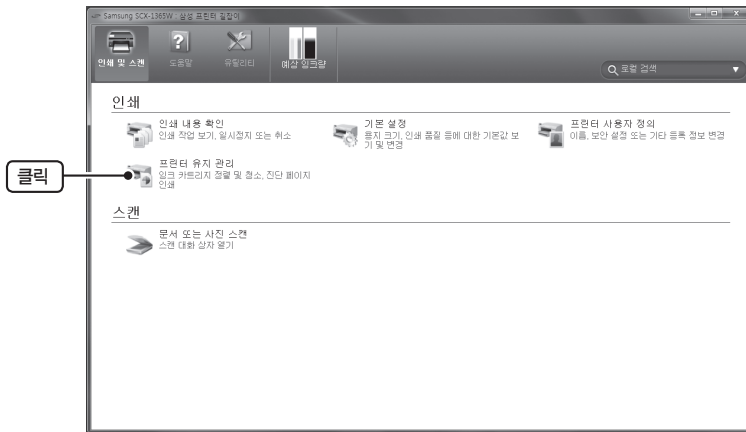 Samsung SCX-1365W : 삼성 프린터 길잡이
인쇄 및 스캔
도움말
유틸리티
예상 잉크량
로컬 검색
인쇄
인쇄 내용 확인
인쇄 작업 보기, 일시정지 또는 취소
기본 설정
용지 크기, 인쇄 품질 등에 대한 기본값 보
기 및 변경
프린터 사용자 정의
이름, 보안 설정 또는 기타 등록 정보 변경
클릭
프린터 유지 관리
잉크 카트리지 정렬 및 청소, 진단 페이지
인쇄
스캔
문서 또는 사진 스캔
스캔 대화 상자 열기